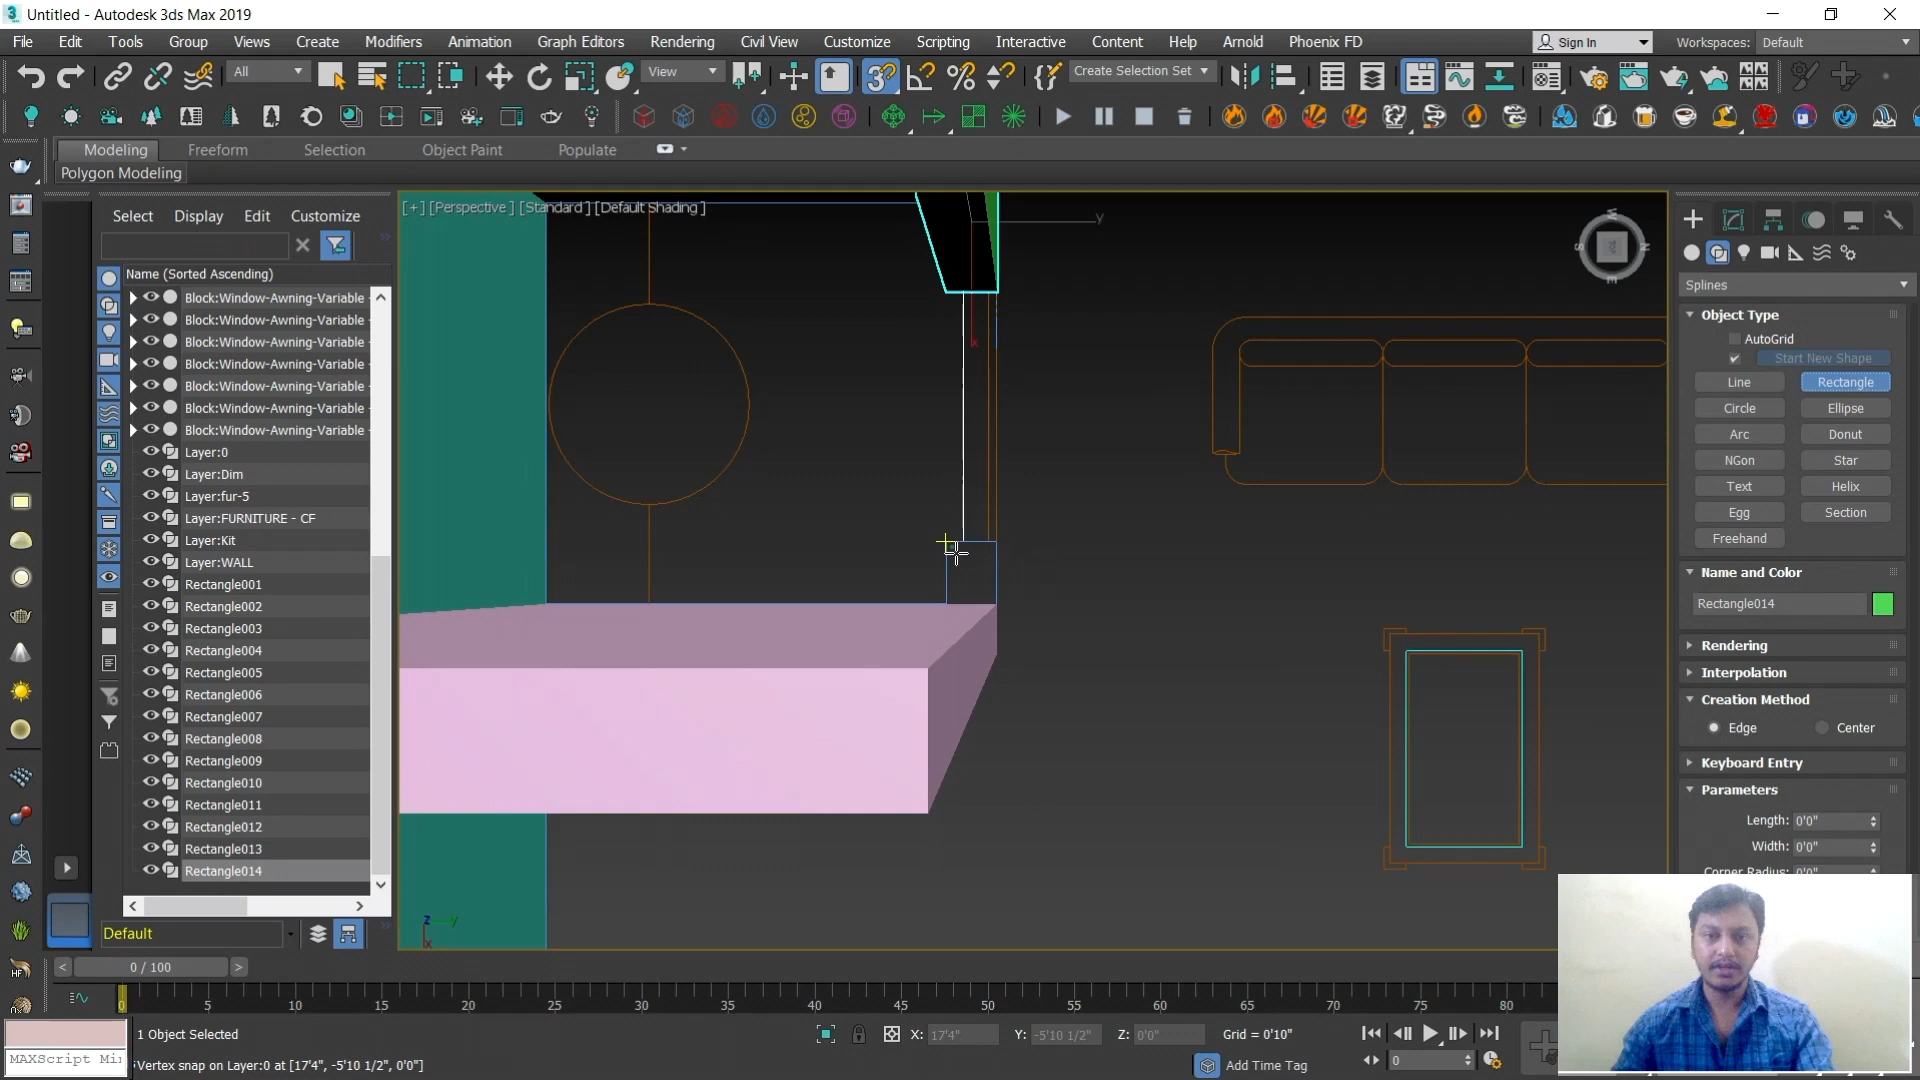 Untitled - Autodesk 3ds Max 2019
File Edit Tools Group Views Create Modifiers Animation Graph Editors Rendering Civil View Customize Scripting Interactive Content Help Arnold Phoenix FD
Sign In
Workspaces: Default
All
View
Create Selection Set
Modeling Freeform Selection Object Paint Populate
Polygon Modeling
Select Display Edit Customize
Name (Sorted Ascending)
Block:Window-Awning-Variable
Block:Window-Awning-Variable
Block:Window-Awning-Variable
Block:Window-Awning-Variable
Block:Window-Awning-Variable
Block:Window-Awning-Variable
Block:Window-Awning-Variable
Layer:0
Layer:Dim
Layer:fur-5
Layer:FURNITURE - CF
Layer:Kit
Layer:WALL
Rectangle001
Rectangle002
Rectangle003
Rectangle004
Rectangle005
Rectangle006
Rectangle007
Rectangle008
Rectangle009
Rectangle010
Rectangle011
Rectangle012
Rectangle013
Rectangle014
Default
[+] [Perspective ] [Standard ] [Default Shading ]
y
x
z
y
x
W
S
N
E
Splines
Object Type
AutoGrid
Start New Shape
Line Rectangle
Circle Ellipse
Arc Donut
NGon Star
Text Helix
Egg Section
Freehand
Name and Color
Rectangle014
Rendering
Interpolation
Creation Method
Edge Center
Keyboard Entry
Parameters
Length: 0'0"
Width: 0'0"
Corner Radius: 0'0"
< 0 / 100 >
0 5 10 15 20 25 30 35 40 45 50 55 60 65 70 75 80
MAXScript Mi
1 Object Selected
Vertex snap on Layer:0 at [17'4", -5'10 1/2", 0'0"]
X: 17'4" Y: -5'10 1/2" Z: 0'0" Grid = 0'10"
Add Time Tag
0